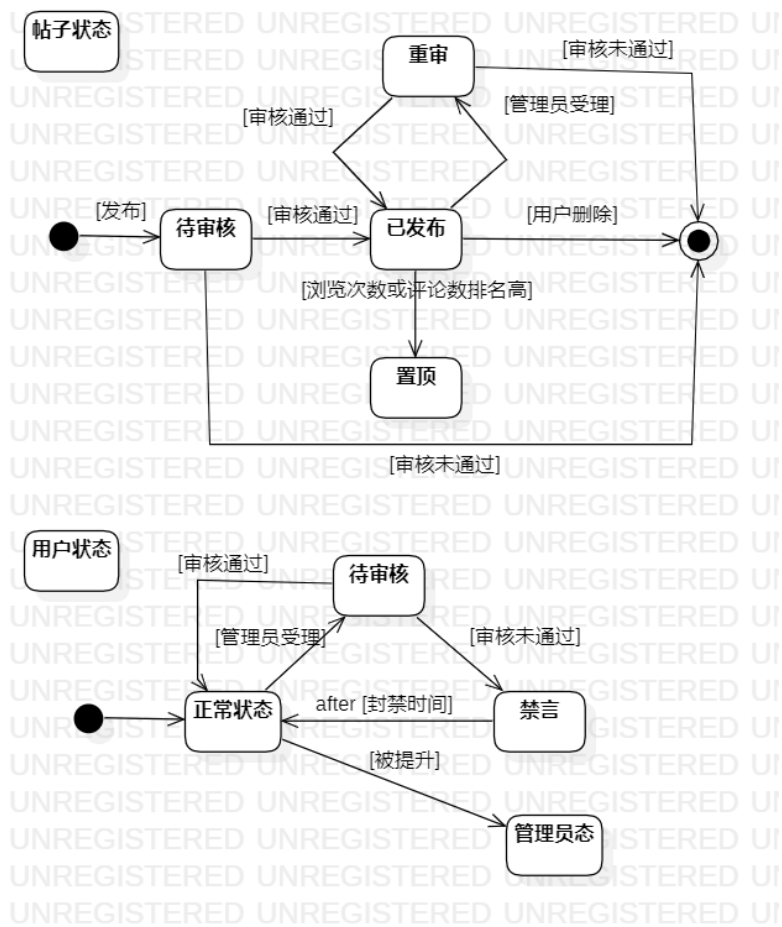 帖子状态
重审
[审核未通过]
[审核通过]
[管理员受理]
[发布]
待审核
[审核通过]
已发布
[用户删除]
[浏览次数或评论数排名高]
置顶
[审核未通过]
用户状态
[审核通过]
待审核
[管理员受理]
[审核未通过]
正常状态
after [封禁时间]
禁言
[被提升]
管理员态
UNREGISTERED